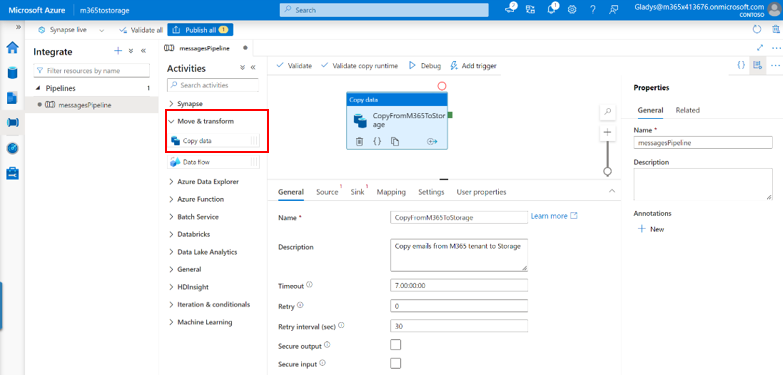 Microsoft Azure
m365tostorage
Search
2
1
Gladys@m365x413676.onmicrosoft.com
CONTOSO
Synapse live
Validate all
Publish all 1
Integrate
Filter resources by name
Pipelines 1
messagesPipeline
messagesPipeline
Activities
Search activities
Synapse
Move & transform
Copy data
Data flow
Azure Data Explorer
Azure Function
Batch Service
Databricks
Data Lake Analytics
General
HDInsight
Iteration & conditionals
Machine Learning
Validate
Validate copy runtime
Debug
Add trigger
{}
Copy data
CopyFromM365ToStor
age
{}
General
Source 1
Sink 1
Mapping
Settings
User properties
Name *
CopyFromM365ToStorage
Learn more
Description
Copy emails from M365 tenant to Storage
Timeout
7.00:00:00
Retry
0
Retry interval (sec)
30
Secure output
Secure input
Properties
General
Related
Name *
messagesPipeline
Description
Annotations
New